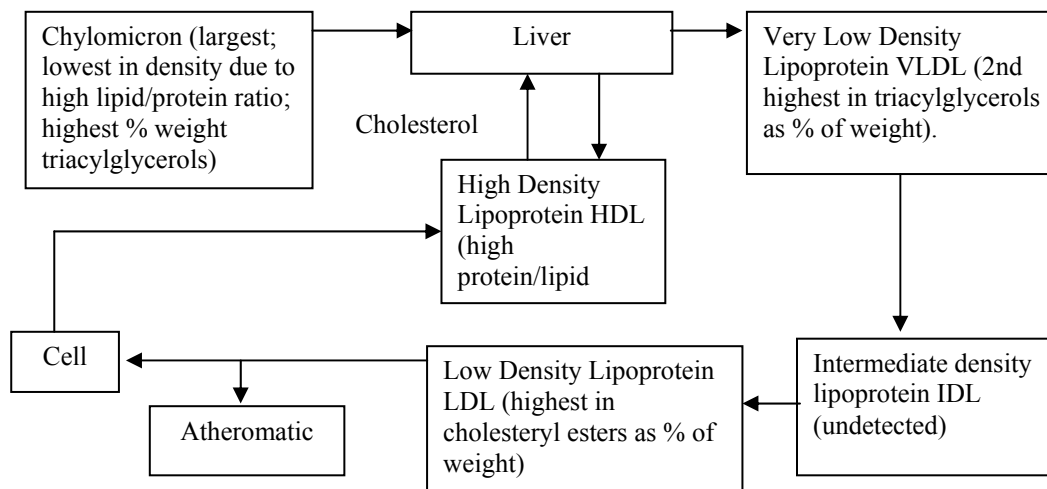 Chylomicron (largest;
lowest in density due to
high lipid/protein ratio;
highest % weight
triacylglycerols)
Liver
Very Low Density
Lipoprotein VLDL (2nd
highest in triacylglycerols
as % of weight).
Cholesterol
High Density
Lipoprotein HDL
(high
protein/lipid
Cell
Atheromatic
Low Density Lipoprotein
LDL (highest in
cholesteryl esters as % of
weight)
Intermediate density
lipoprotein IDL
(undetected)